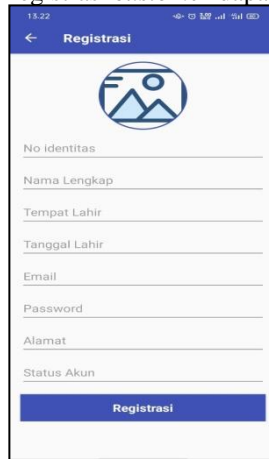 13.22
Registrasi
No identitas
Nama Lengkap
Tempat Lahir
Tanggal Lahir
Email
Password
Alamat
Status Akun
Registrasi